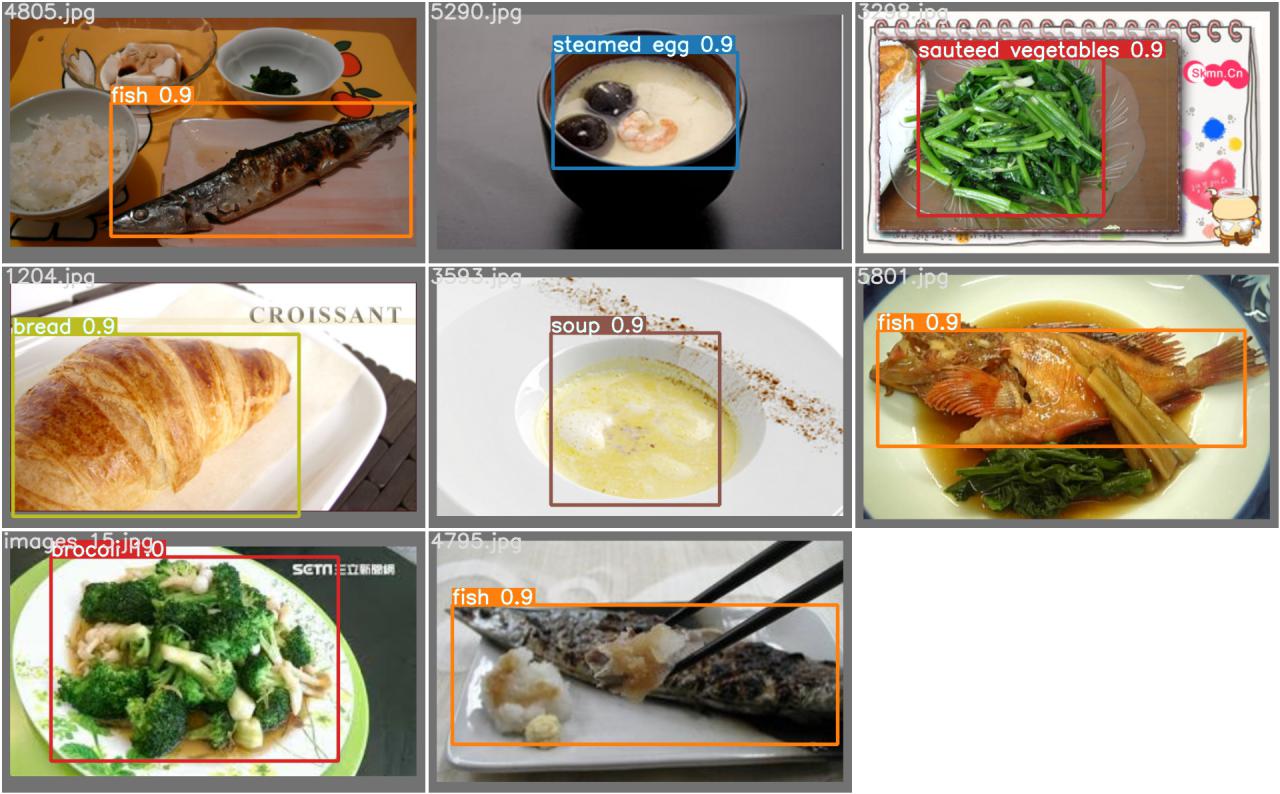 4805.jpg
fish 0.9
5290.jpg
steamed egg 0.9
3298.jpg
sauteed vegetables 0.9
Skmn.Cn
1204.jpg
CROISSANT
bread 0.9
3593.jpg
soup 0.9
5801.jpg
fish 0.9
images_15.jpg
brocoli 1.0
SETN三立新聞網
4795.jpg
fish 0.9